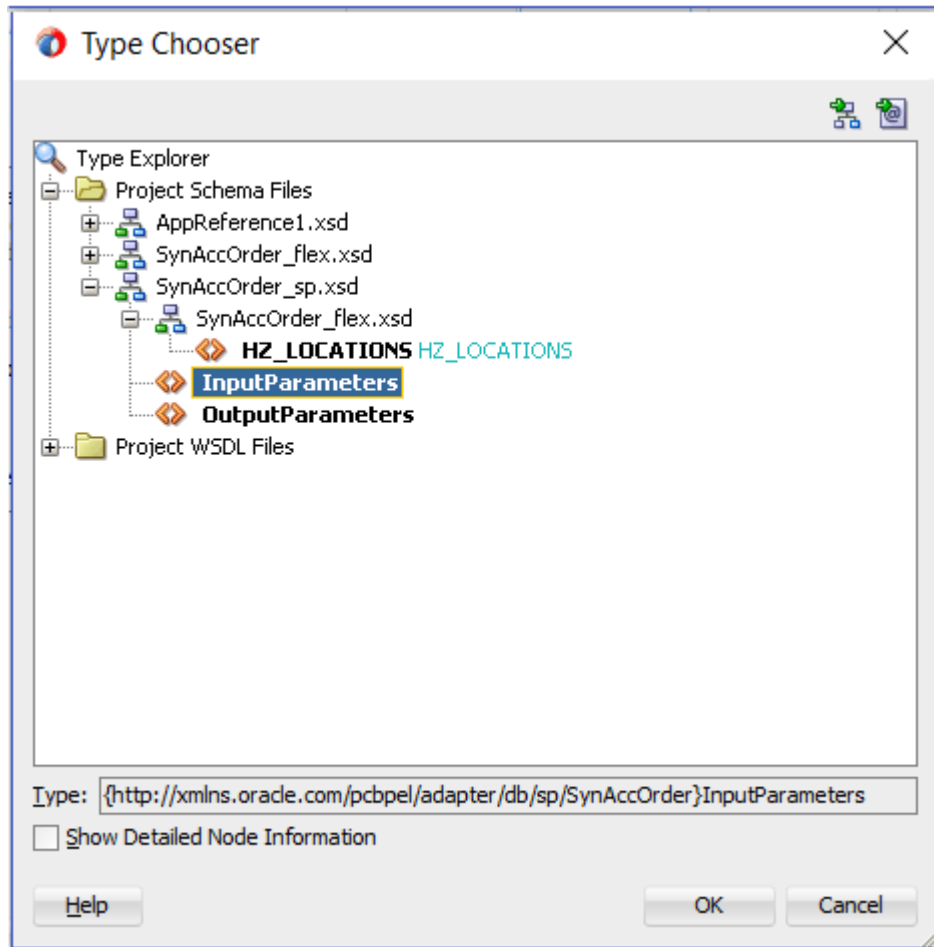 Type Chooser
Type Explorer
Project Schema Files
AppReference1.xsd
SynAccOrder_flex.xsd
SynAccOrder_sp.xsd
SynAccOrder_flex.xsd
HZ_LOCATIONS HZ_LOCATIONS
InputParameters
OutputParameters
Project WSDL Files
Type: {http://xmlns.oracle.com/pcbpel/adapter/db/sp/SynAccOrder}InputParameters
Show Detailed Node Information
Help OK Cancel